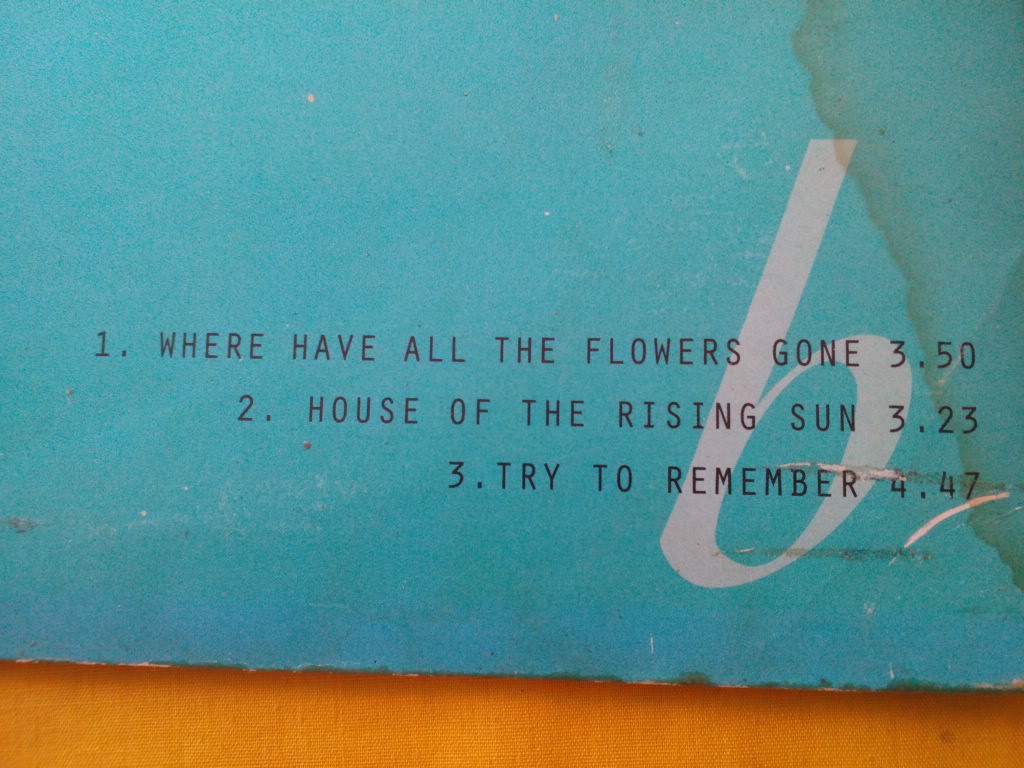 b
1. WHERE HAVE ALL THE FLOWERS GONE 3.50
2. HOUSE OF THE RISING SUN 3.23
3.TRY TO REMEMBER 4.47